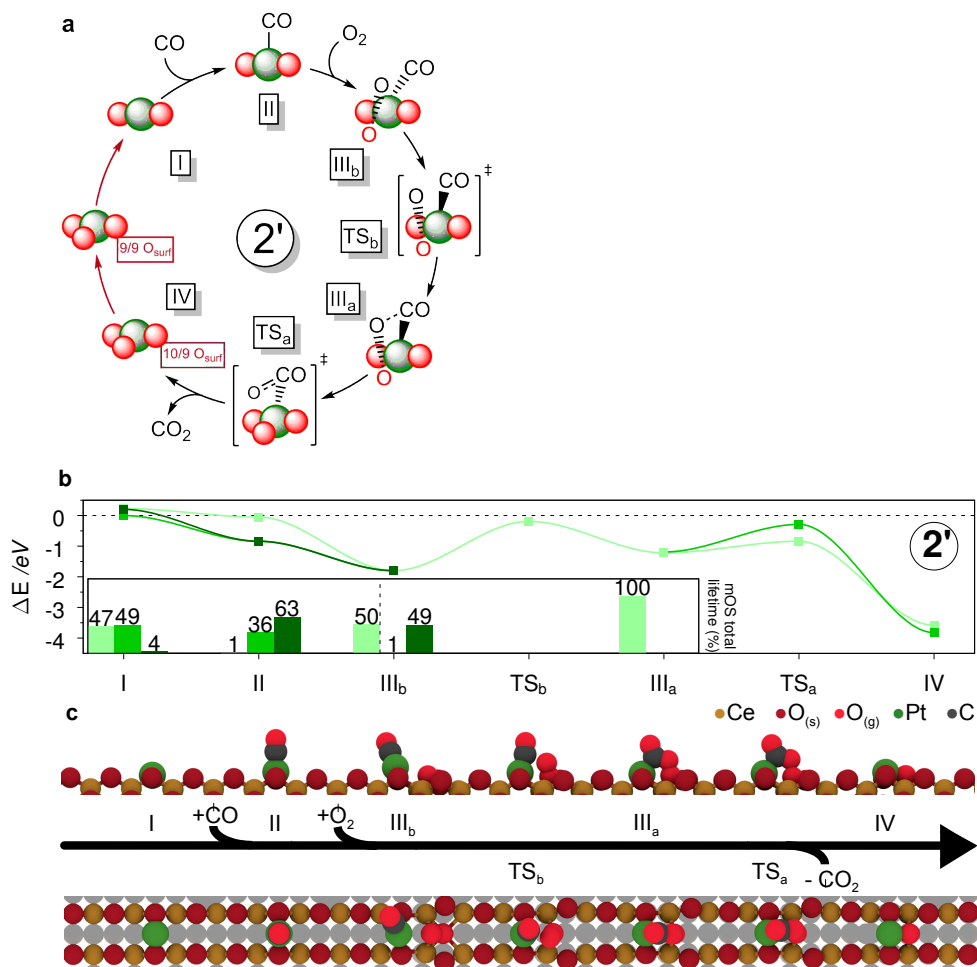 a
CO
CO
O2
II
O
CO
O
IIIb
I
‡
CO
O
O
TSb
2'
9/9 Osurf
IV
IIIa
O
CO
O
TSa
10/9 Osurf
‡
O
CO
CO2
b
0
-1
-2
-3
-4
ΔE /eV
2'
47
49
4
1
36
63
50
1
49
100
mOS total
lifetime (%)
I
II
IIIb
TSb
IIIa
TSa
IV
c
Ce
O(s)
O(g)
Pt
C
I
+CO
II
+O2
IIIb
IIIa
IV
TSb
TSa
- CO2